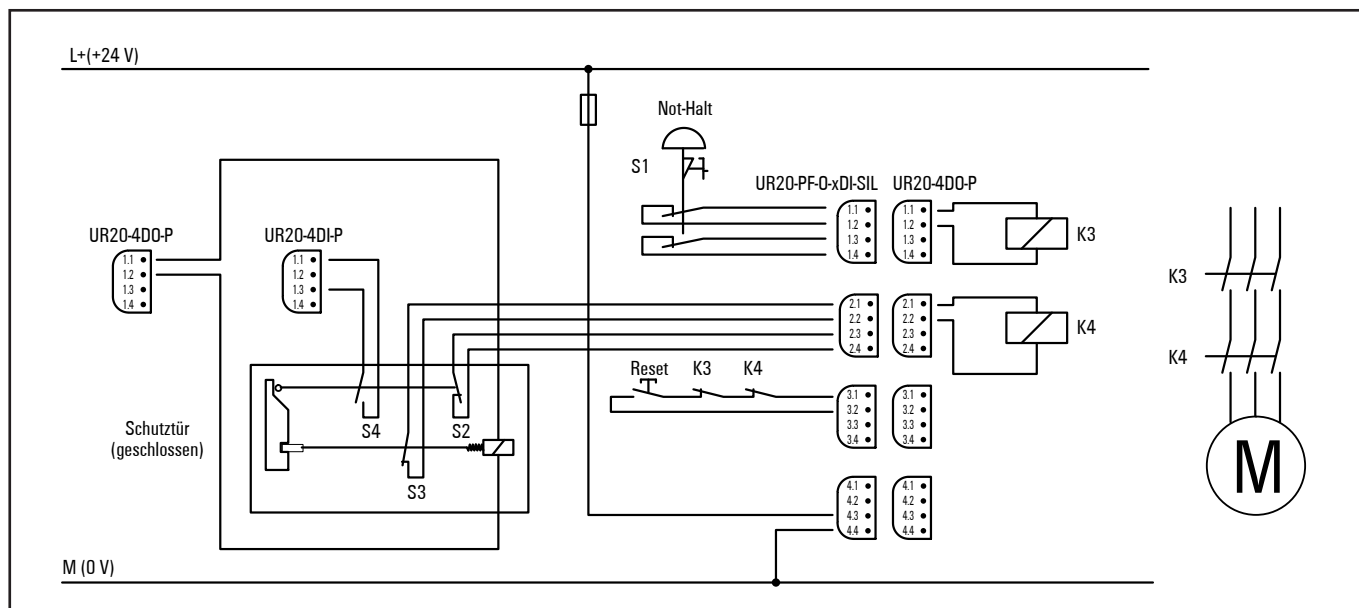 L+(+24 V)
Not-Halt
S1
UR20-PF-O-xDI-SIL
UR20-4DO-P
UR20-4DO-P
UR20-4DI-P
1.1
1.2
1.3
1.4
1.1
1.2
1.3
1.4
1.1
1.2
1.3
1.4
1.1
1.2
1.3
1.4
K3
2.1
2.2
2.3
2.4
2.1
2.2
2.3
2.4
K4
Reset
K3
K4
3.1
3.2
3.3
3.4
3.1
3.2
3.3
3.4
Schutztür
(geschlossen)
S4
S2
S3
4.1
4.2
4.3
4.4
4.1
4.2
4.3
4.4
K3
K4
M
M (0 V)